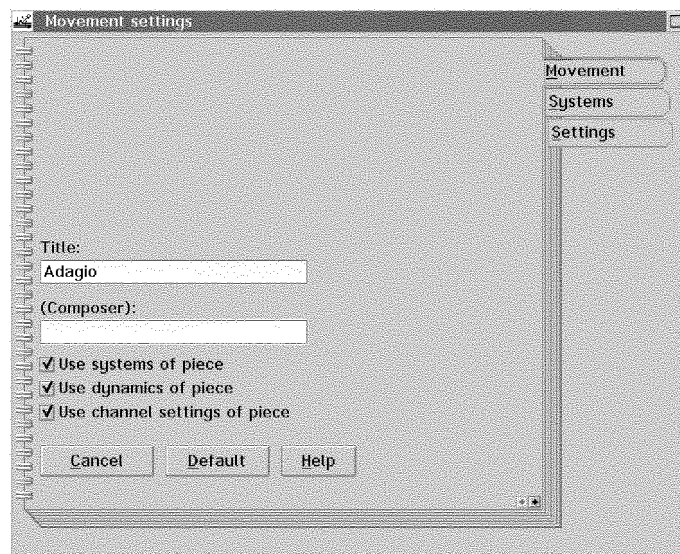 Movement settings
Movement
Systems
Settings
Title:
Adagio
(Composer):
Use systems of piece
Use dynamics of piece
Use channel settings of piece
Cancel Default Help